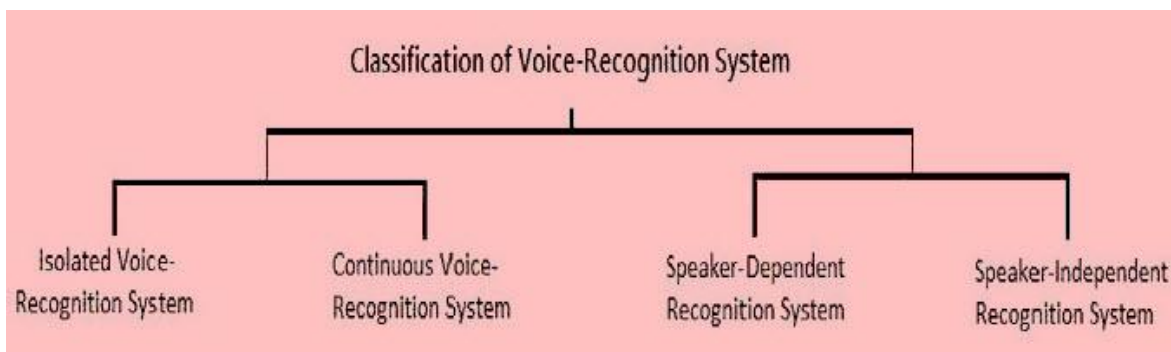 Classification of Voice-Recognition System
Isolated Voice-
Recognition System
Continuous Voice-
Recognition System
Speaker-Dependent
Recognition System
Speaker-Independent
Recognition System